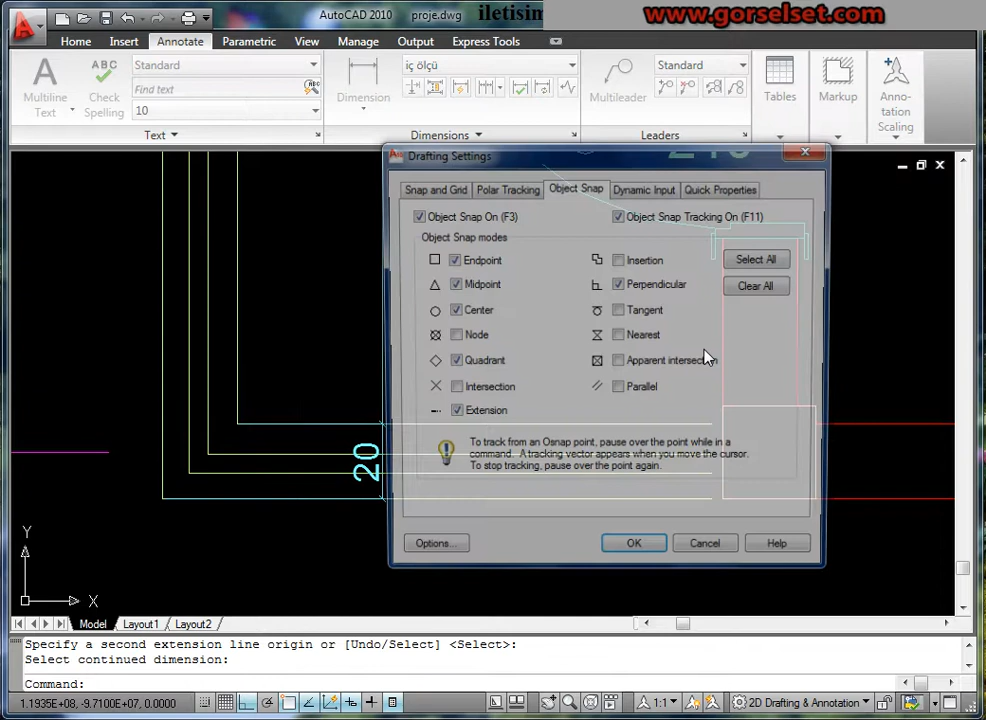 AutoCAD 2010 proje.dwg iletisim
www.gorselset.com
Home Insert Annotate Parametric View Manage Output Express Tools
Standard
Find text
10
Multiline Text
Check Spelling
Text
Dimension
iç ölçü
Dimensions
Multileader
Standard
Leaders
Tables
Markup
Anno-
tation
Scaling
Drafting Settings
Snap and Grid Polar Tracking Object Snap Dynamic Input Quick Properties
Object Snap On (F3) Object Snap Tracking On (F11)
Object Snap modes
Endpoint Insertion Select All
Midpoint Perpendicular Clear All
Center Tangent
Node Nearest
Quadrant Apparent intersection
Intersection Parallel
Extension
To track from an Osnap point, pause over the point while in a
command. A tracking vector appears when you move the cursor.
To stop tracking, pause over the point again.
Options... OK Cancel Help
20
Y
X
Model Layout1 Layout2
Specify a second extension line origin or [Undo/Select] <Select>:
Select continued dimension:
Command:
1.1935E+08, -9.7100E+07, 0.0000 1:1 2D Drafting & Annotation